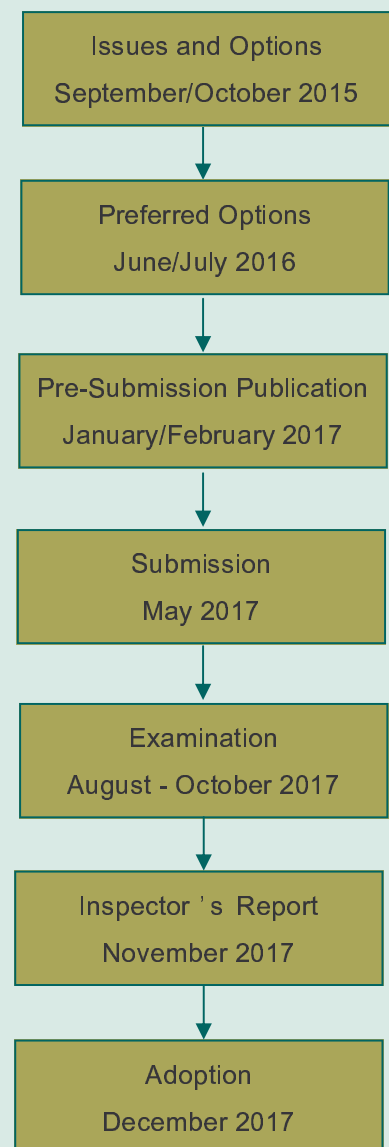 Issues and Options
September/October 2015
Preferred Options
June/July 2016
Pre-Submission Publication
January/February 2017
Submission
May 2017
Examination
August - October 2017
Inspector ’ s Report
November 2017
Adoption
December 2017